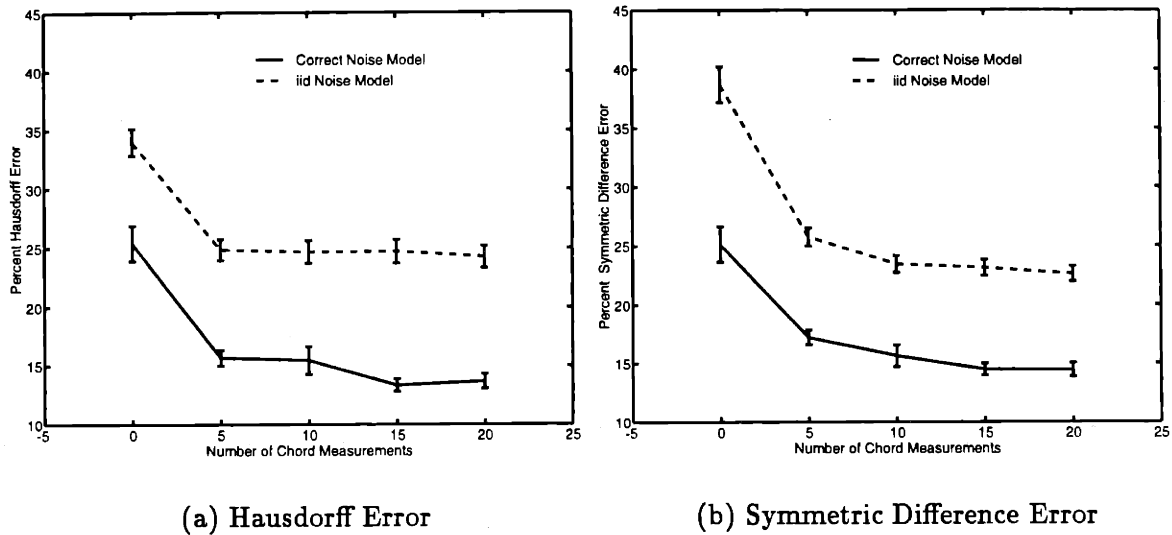 45
40
35
30
25
20
15
10
-5 0 5 10 15 20 25
Percent Hausdorff Error
Number of Chord Measurements
Correct Noise Model
iid Noise Model
(a) Hausdorff Error
45
40
35
30
25
20
15
10
-5 0 5 10 15 20 25
Percent Symmetric Difference Error
Number of Chord Measurements
Correct Noise Model
iid Noise Model
(b) Symmetric Difference Error